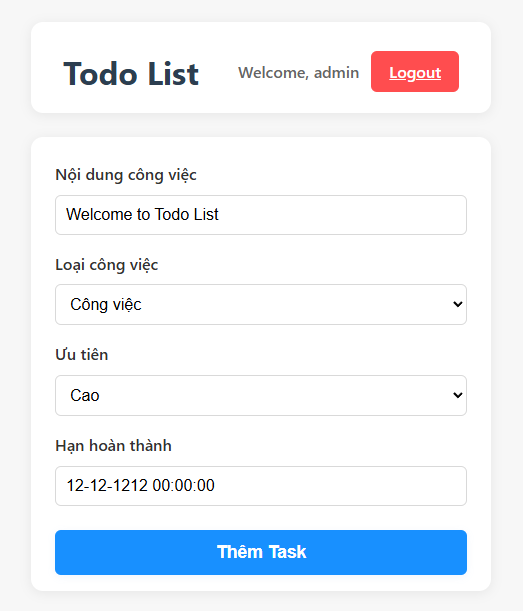 Todo List
Welcome, admin
Logout
Nội dung công việc
Welcome to Todo List
Loại công việc
Công việc
Ưu tiên
Cao
Hạn hoàn thành
12-12-1212 00:00:00
Thêm Task